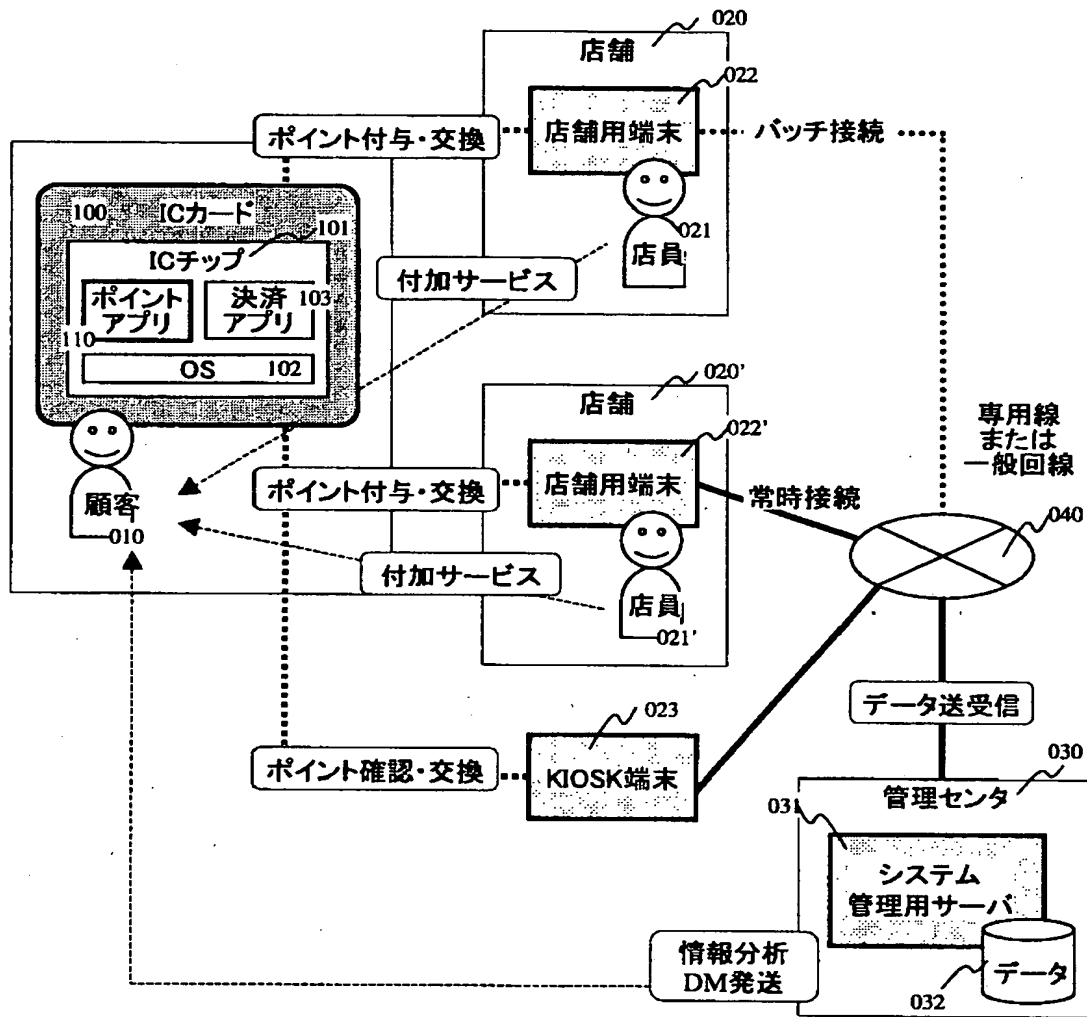 020
店舗
022
店舗用端末
バッチ接続
ポイント付与・交換
100
ICカード
101
ICチップ
ポイント
アプリ
110
決済
アプリ
103
OS
102
021
店員
付加サービス
020'
店舗
022'
店舗用端末
ポイント付与・交換
常時接続
専用線
または
一般回線
040
顧客
010
付加サービス
店員
021'
データ送受信
023
KIOSK端末
ポイント確認・交換
030
管理センタ
031
システム
管理用サーバ
032
データ
情報分析
DM発送